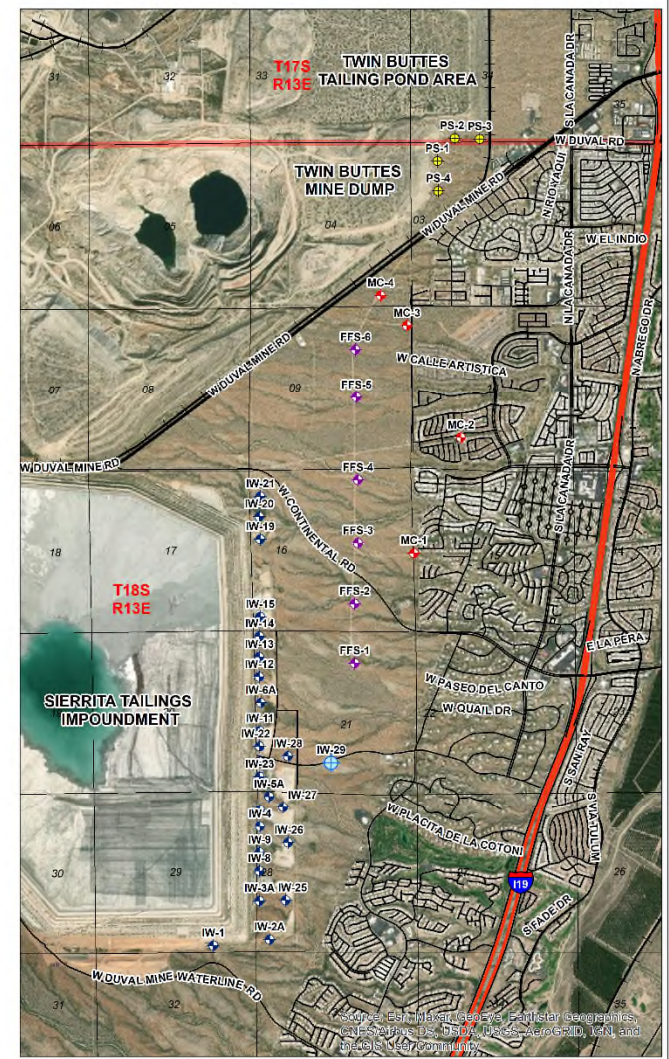 TWIN BUTTES
TAILING POND AREA
T17S
R13E
31
32
33
34
35
S LA CANADA DR
PS-2
PS-3
W DUVAL RD
PS-1
PS-4
TWIN BUTTES
MINE DUMP
N RIO YAQUI
W DUVAL MINE RD
06
05
04
03
W EL INDIO
N LA CANADA DR
N ABREGO DR
MC-4
MC-3
FFS-6
W CALLE ARTISTICA
W DUVAL MINE RD
07
08
09
FFS-5
MC-2
S LA CANADA DR
W DUVAL MINE RD
FFS-4
IW-21
IW-20
IW-19
W CONTINENTAL RD
FFS-3
MC-1
18
17
16
T18S
R13E
FFS-2
IW-15
IW-14
IW-13
IW-12
FFS-1
E LA PERA
SIERRITA TAILINGS
IMPOUNDMENT
IW-6A
W PASEO DEL CANTO
W QUAIL DR
IW-11
21
22
IW-22
IW-28
IW-29
S SAN RAY
IW-23
IW-5A
IW-27
IW-4
S VIA TULUM
W PLACITA DE LA COTONI
IW-9
IW-26
IW-8
30
29
28
26
I19
IW-3A
IW-25
S FADE DR
IW-1
IW-2A
W DUVAL MINE WATERLINE RD
31
32
33
34
35
Source: Esri, Maxar, GeoEye, Earthstar Geographics,
CNES/Airbus DS, USDA, USGS, AeroGRID, IGN, and
the GIS User Community